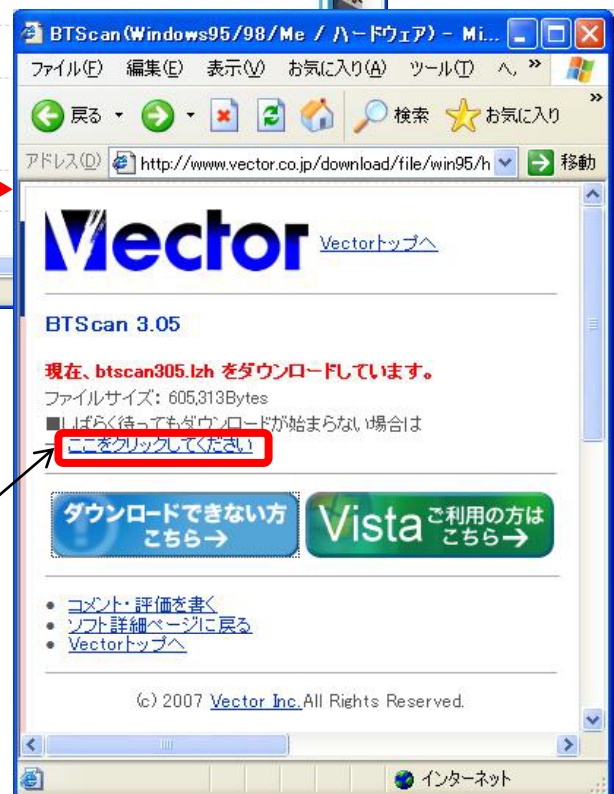 BTScan(Windows95/98/Me / ハードウェア) - Mi...
ファイル(F) 編集(E) 表示(V) お気に入り(A) ツール(T) ヘ, »
戻る 検索 お気に入り »
アドレス(D) http://www.vector.co.jp/download/file/win95/h 移動
Vector Vectorトップへ
BTScan 3.05
現在、btscan305.lzh をダウンロードしています。
ファイルサイズ: 605,313Bytes
■しばらく待ってもダウンロードが始まらない場合は
ここをクリックしてください
ダウンロードできない方
こちら→
Vista ご利用の方は
こちら→
• コメント・評価を書く
• ソフト詳細ページに戻る
• Vectorトップへ
(c) 2007 Vector Inc.All Rights Reserved.
インターネット